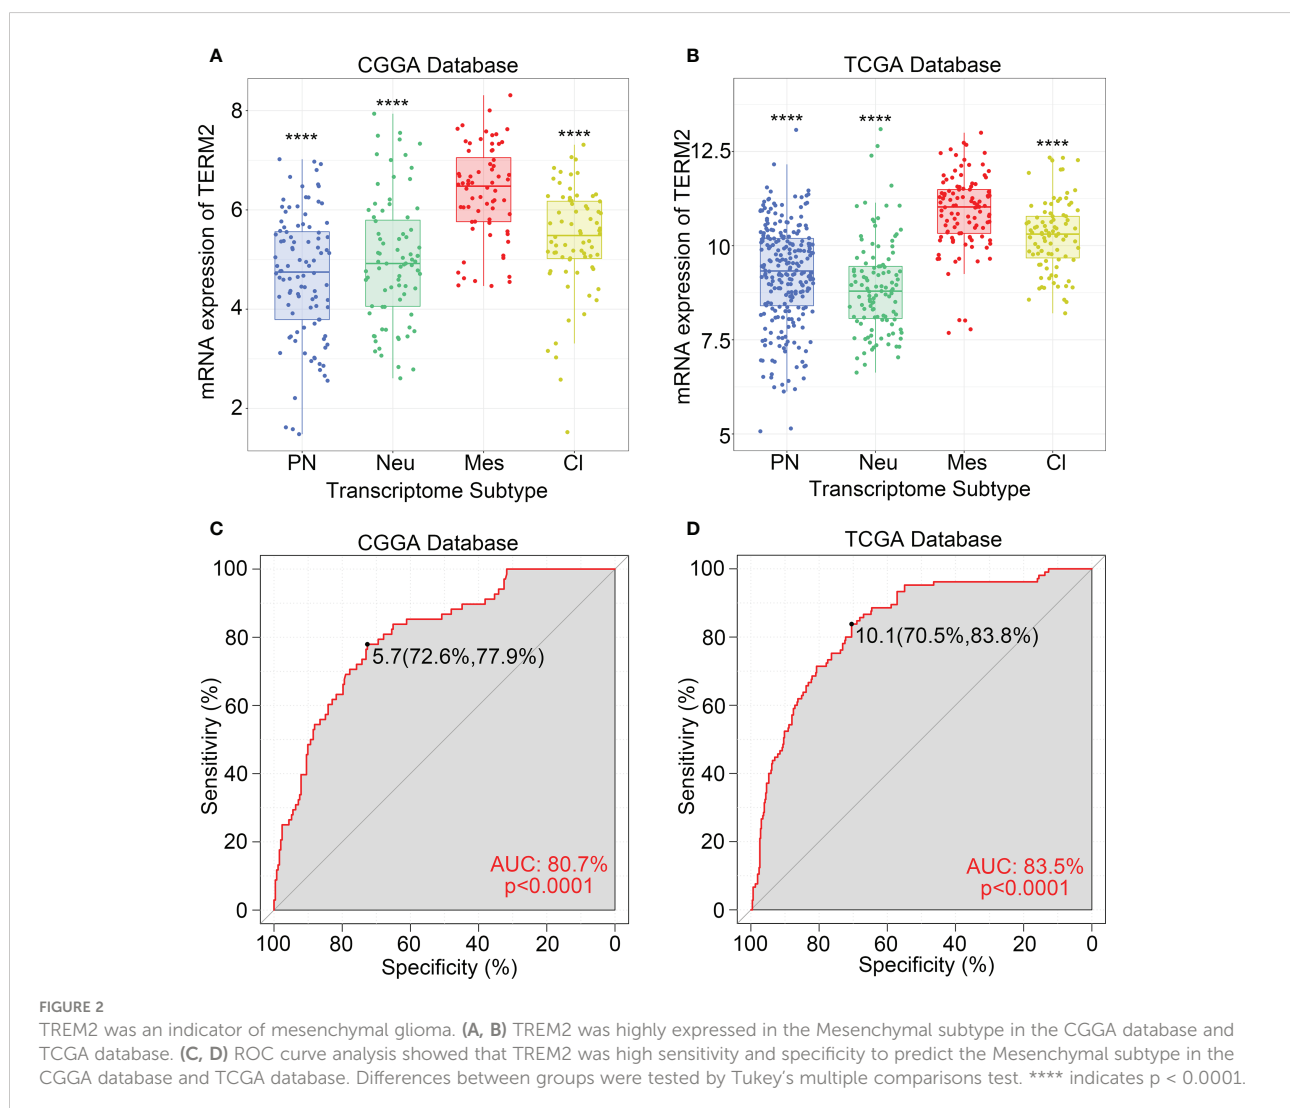 A
CGGA Database
mRNA expression of TERM2
8
6
4
2
****
****
****
PN
Neu
Mes
Cl
Transcriptome Subtype
B
TCGA Database
mRNA expression of TERM2
12.5
10
7.5
5
****
****
****
PN
Neu
Mes
Cl
Transcriptome Subtype
C
CGGA Database
Sensitiviry (%)
100
80
60
40
20
0
5.7(72.6%,77.9%)
AUC: 80.7%
p<0.0001
100
80
60
40
20
0
Specificity (%)
D
TCGA Database
Sensitiviry (%)
100
80
60
40
20
0
10.1(70.5%,83.8%)
AUC: 83.5%
p<0.0001
100
80
60
40
20
0
Specificity (%)
FIGURE 2
TREM2 was an indicator of mesenchymal glioma. (A, B) TREM2 was highly expressed in the Mesenchymal subtype in the CGGA database and
TCGA database. (C, D) ROC curve analysis showed that TREM2 was high sensitivity and specificity to predict the Mesenchymal subtype in the
CGGA database and TCGA database. Differences between groups were tested by Tukey's multiple comparisons test. **** indicates p < 0.0001.